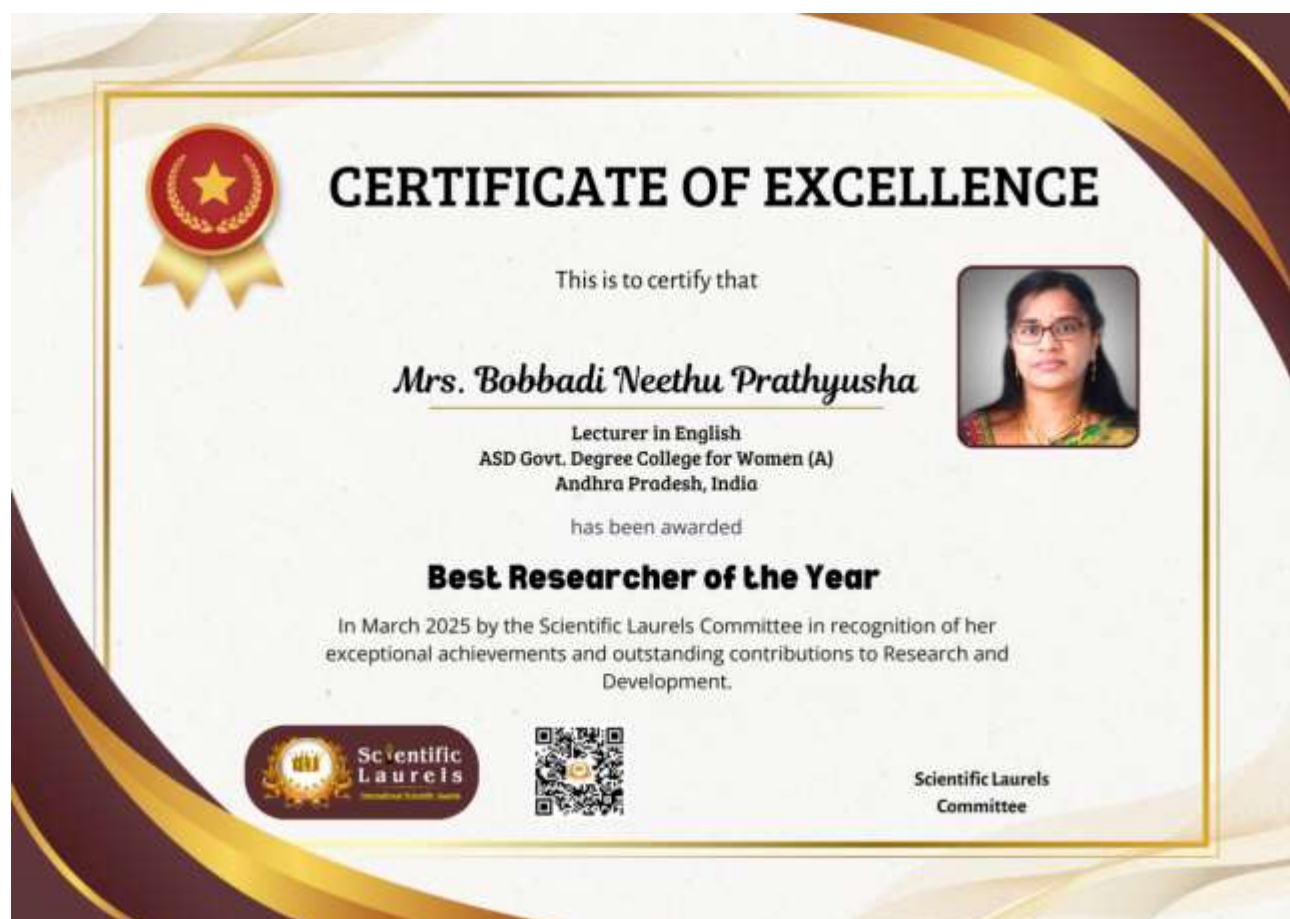 CERTIFICATE OF EXCELLENCE
This is to certify that
Mrs. Bobbadi Neethu Prathyusha
Lecturer in English
ASD Govt. Degree College for Women (A)
Andhra Pradesh, India
has been awarded
Best Researcher of the Year
In March 2025 by the Scientific Laurels Committee in recognition of her
exceptional achievements and outstanding contributions to Research and
Development.
Scientific
Laurels
International Scientific Awards
Scientific Laurels
Committee